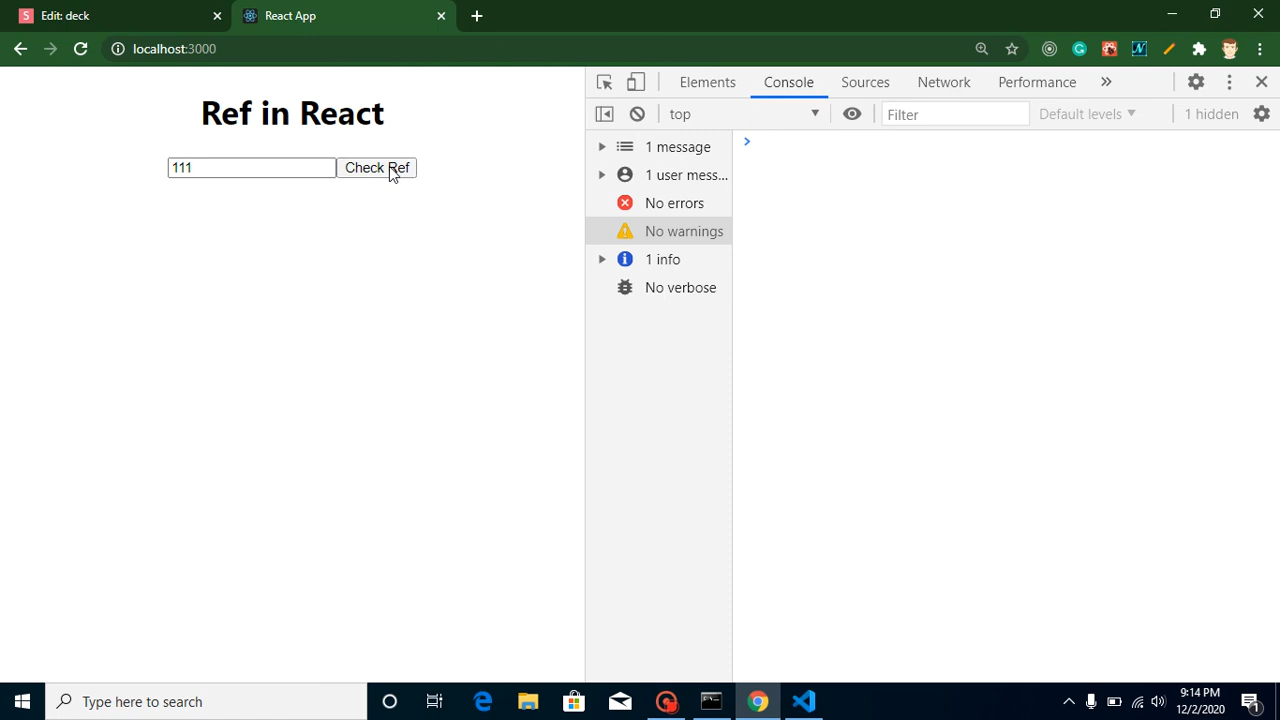 S Edit: deck
React App
localhost:3000
Ref in React
111
Check Ref
Elements
Console
Sources
Network
Performance
top
Filter
Default levels
1 hidden
1 message
1 user mess...
No errors
No warnings
1 info
No verbose
Type here to search
9:14 PM
12/2/2020
1